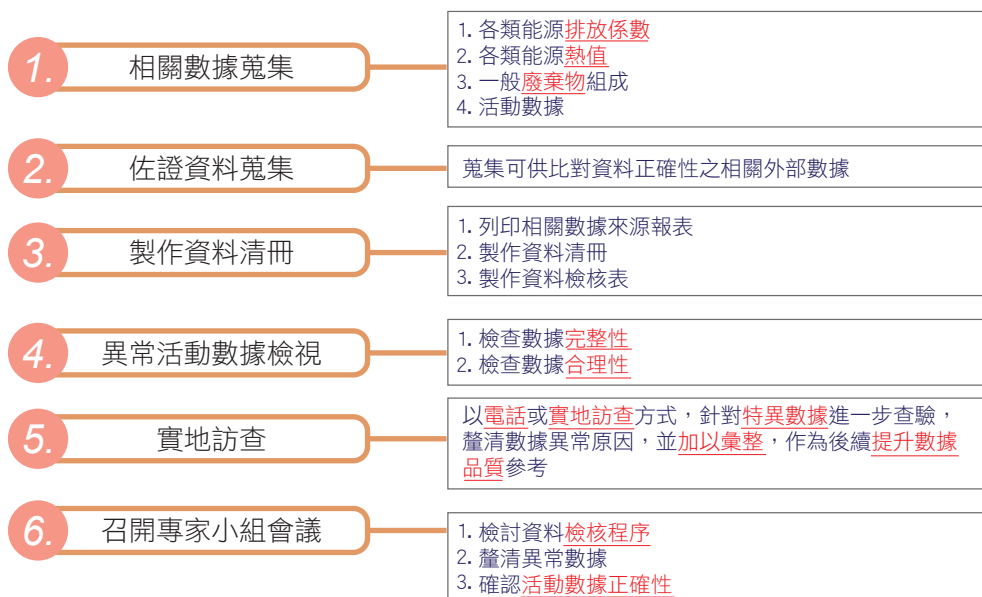 1.
相關數據蒐集
1. 各類能源排放係數
2. 各類能源熱值
3. 一般廢棄物組成
4. 活動數據
2.
佐證資料蒐集
蒐集可供比對資料正確性之相關外部數據
3.
製作資料清冊
1. 列印相關數據來源報表
2. 製作資料清冊
3. 製作資料檢核表
4.
異常活動數據檢視
1. 檢查數據完整性
2. 檢查數據合理性
5.
實地訪查
以電話或實地訪查方式，針對特異數據進一步查驗，
釐清數據異常原因，並加以彙整，作為後續提升數據
品質參考
6.
召開專家小組會議
1. 檢討資料檢核程序
2. 釐清異常數據
3. 確認活動數據正確性